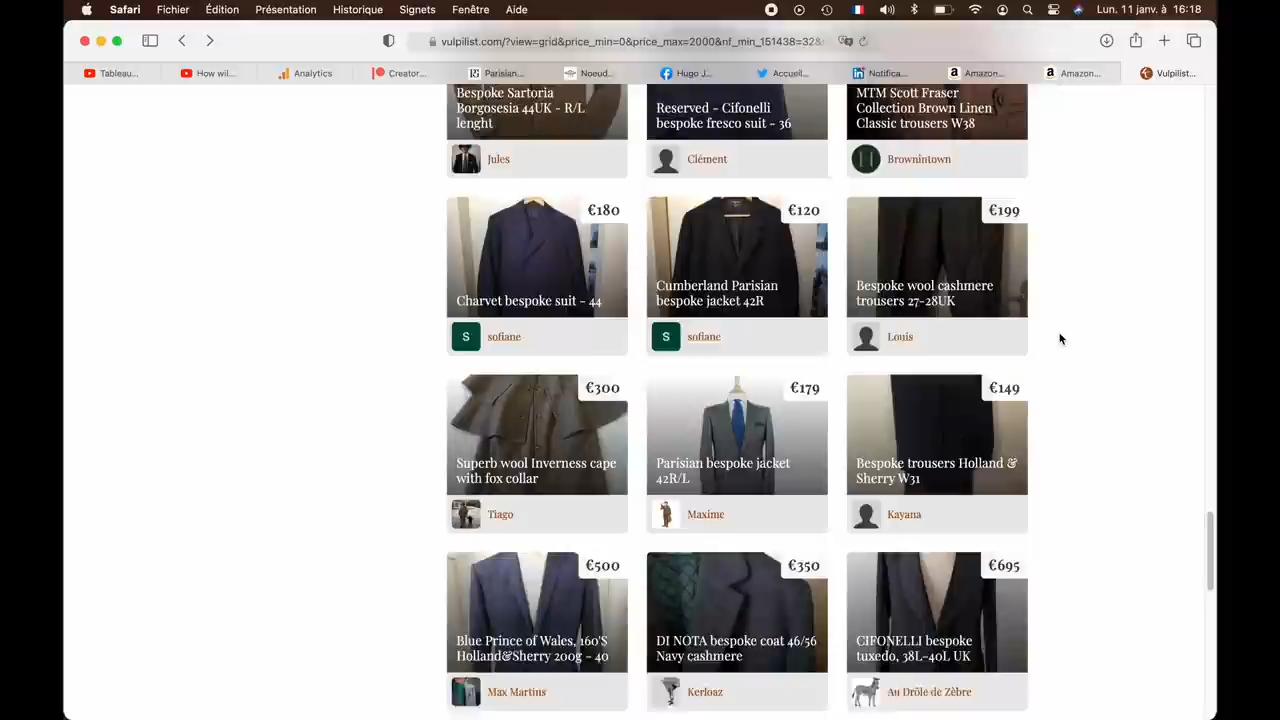 Safari Fichier Édition Présentation Historique Signets Fenêtre Aide Lun. 11 janv. à 16:18
vulpilist.com/?view=grid&price_min=0&price_max=2000&nf_min_151438=32&
Tableau... How wil... Analytics Creator... Parisian... Noeud... Hugo J... Accueil... Notifica... Amazon... Amazon... Vulpilist...
Bespoke Sartoria
Borgosesia 44UK - R/L
lenght
Jules
Reserved - Cifonelli
bespoke fresco suit - 36
Clément
MTM Scott Fraser
Collection Brown Linen
Classic trousers W38
Brownintown
€180
Charvet bespoke suit - 44
S sofiane
€120
Cumberland Parisian
bespoke jacket 42R
S sofiane
€199
Bespoke wool cashmere
trousers 27-28UK
Louis
€300
Superb wool Inverness cape
with fox collar
Tiago
€179
Parisian bespoke jacket
42R/L
Maxime
€149
Bespoke trousers Holland &
Sherry W31
Kayana
€500
Blue Prince of Wales, 160'S
Holland&Sherry 200g - 40
Max Martins
€350
DI NOTA bespoke coat 46/56
Navy cashmere
Kerloaz
€695
CIFONELLI bespoke
tuxedo, 38L-40L UK
Au Drôle de Zèbre